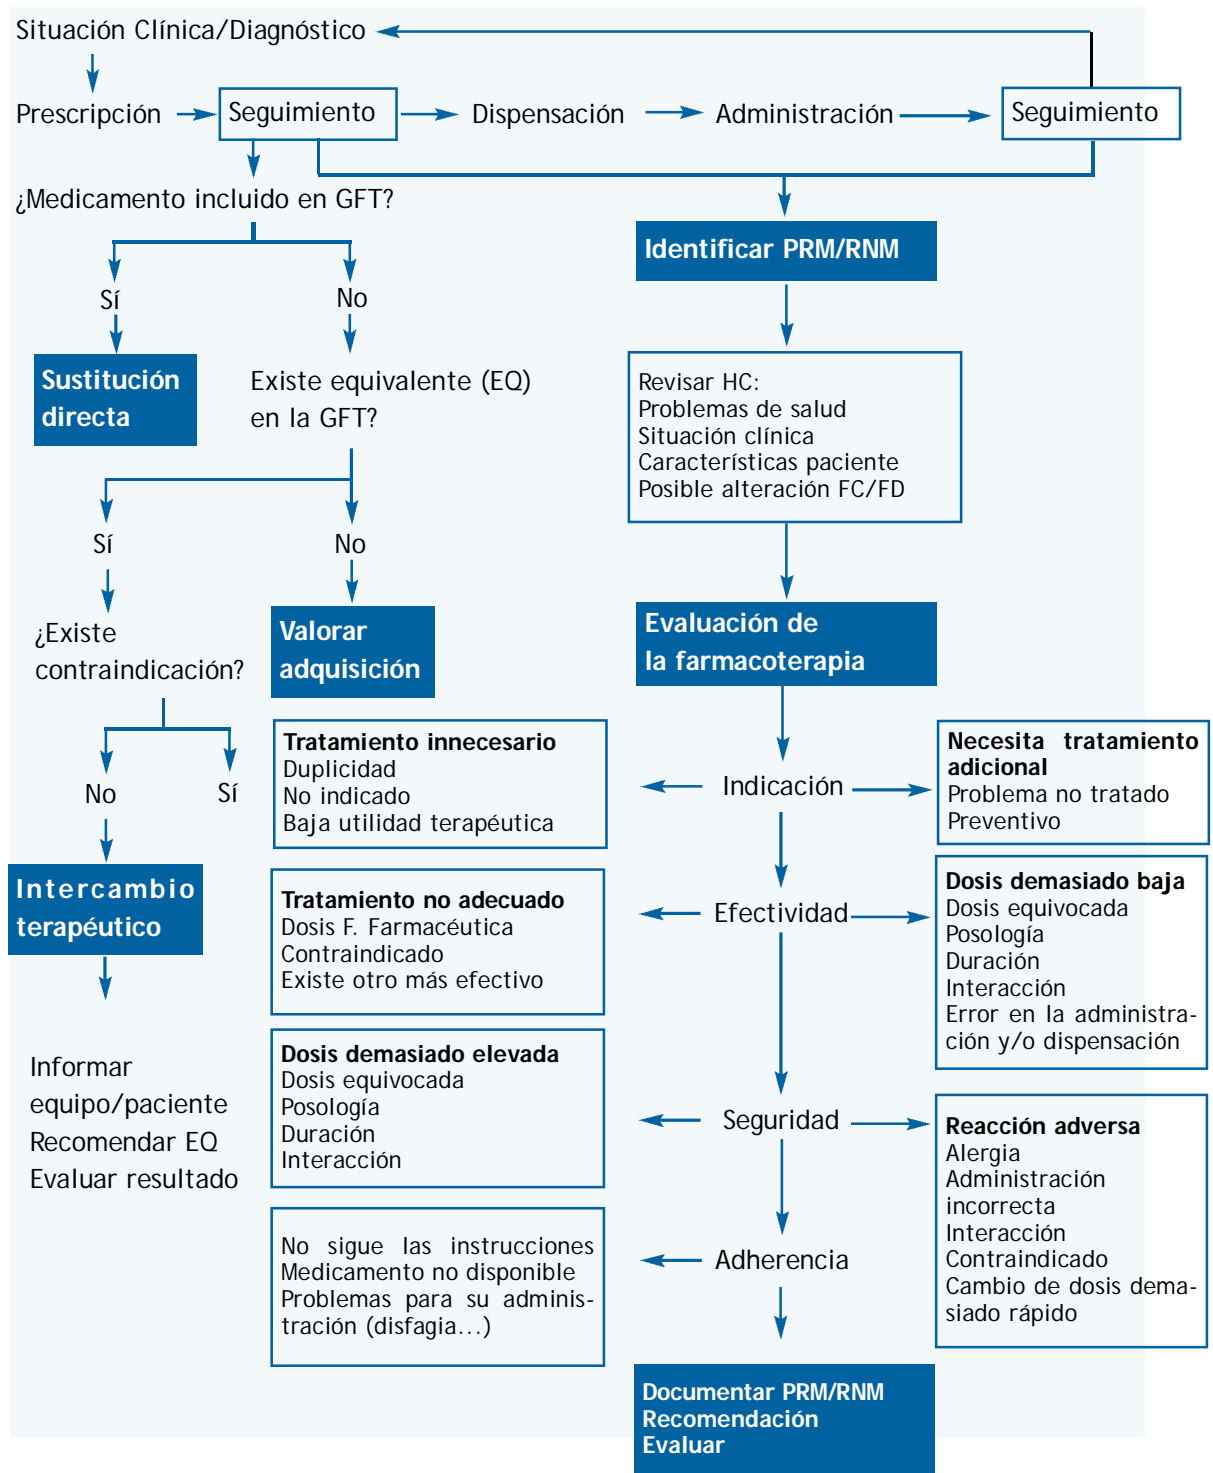 Situación Clínica/Diagnóstico
Prescripción
Seguimiento
Dispensación
Administración
Seguimiento
¿Medicamento incluido en GFT?
Sí
No
Sustitución
directa
Existe equivalente (EQ)
en la GFT?
Sí
No
¿Existe
contraindicación?
Valorar
adquisición
No
Sí
Intercambio
terapéutico
Informar
equipo/paciente
Recomendar EQ
Evaluar resultado
Identificar PRM/RNM
Revisar HC:
Problemas de salud
Situación clínica
Características paciente
Posible alteración FC/FD
Evaluación de
la farmacoterapia
Indicación
Tratamiento innecesario
Duplicidad
No indicado
Baja utilidad terapéutica
Necesita tratamiento
adicional
Problema no tratado
Preventivo
Efectividad
Tratamiento no adecuado
Dosis F. Farmacéutica
Contraindicado
Existe otro más efectivo
Dosis demasiado baja
Dosis equivocada
Posología
Duración
Interacción
Error en la administra-
ción y/o dispensación
Seguridad
Dosis demasiado elevada
Dosis equivocada
Posología
Duración
Interacción
Reacción adversa
Alergia
Administración
incorrecta
Interacción
Contraindicado
Cambio de dosis dema-
siado rápido
Adherencia
No sigue las instrucciones
Medicamento no disponible
Problemas para su adminis-
tración (disfagia...)
Documentar PRM/RNM
Recomendación
Evaluar